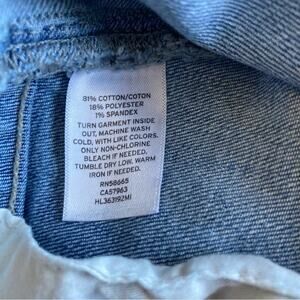 81% COTTON/COTON
18% POLYESTER
1% SPANDEX
TURN GARMENT INSIDE
OUT, MACHINE WASH
COLD, WITH LIKE COLORS.
ONLY NON-CHLORINE
BLEACH IF NEEDED.
TUMBLE DRY LOW. WARM
IRON IF NEEDED.
RN58665
CA57963
HL363192MI